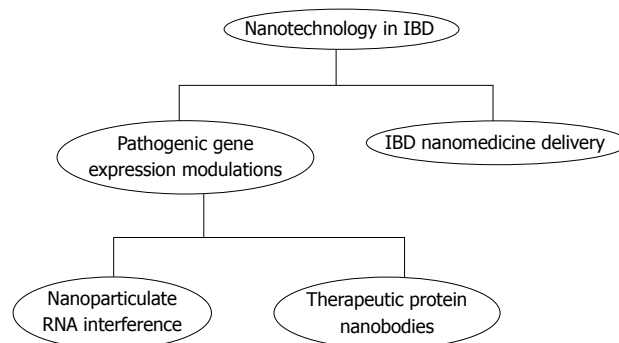 Nanotechnology in IBD
Pathogenic gene
expression modulations
IBD nanomedicine delivery
Nanoparticulate
RNA interference
Therapeutic protein
nanobodies